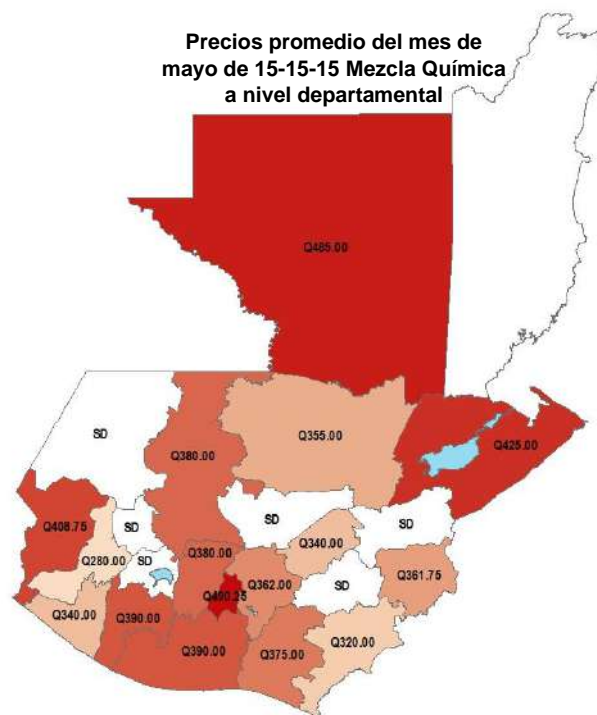 Precios promedio del mes de
mayo de 15-15-15 Mezcla Química
a nivel departamental
Q485.00
Q355.00
Q425.00
SD
Q380.00
Q408.75
SD
SD
SD
Q280.00
SD
Q380.00
Q340.00
Q362.00
SD
Q361.75
Q490.25
Q340.00
Q390.00
Q320.00
Q390.00
Q375.00